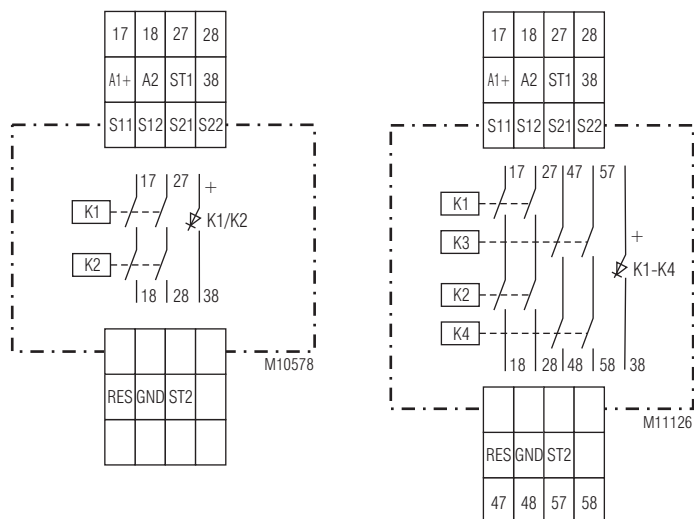 17 18 27 28
A1+ A2 ST1 38
S11 S12 S21 S22
17 27 +
K1
K1/K2
K2
18 28 38
M10578
RES GND ST2
17 18 27 28
A1+ A2 ST1 38
S11 S12 S21 S22
17 27 47 57
K1
K3
+
K1-K4
K2
K4
18 28 48 58 38
M11126
RES GND ST2
47 48 57 58